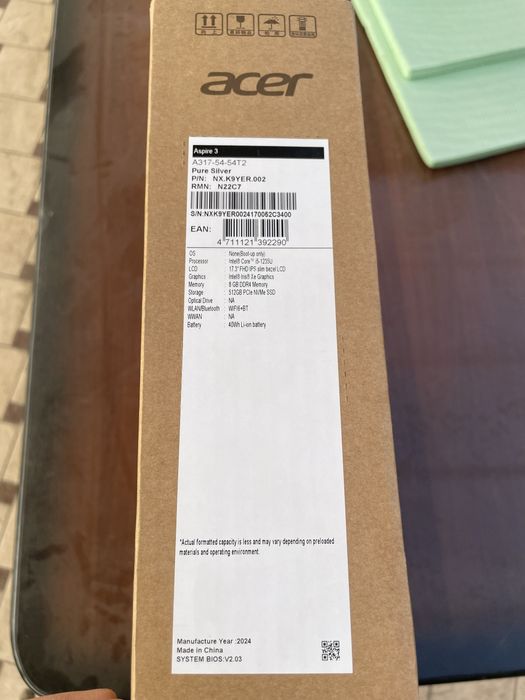 acer
Aspire 3
A317-54-54T2
Pure Silver
P/N: NX.K9YER.002
RMN: N22C7
S/N:NXK9YER0024170052C3400
EAN:
4 711121 392290
OS : None(Boot-up only)
Processor : Intel® Core™ i5-1235U
LCD : 17.3" FHD IPS slim bezel LCD
Graphics : Intel® Iris® Xe Graphics
Memory : 8 GB DDR4 Memory
Storage : 512GB PCIe NVMe SSD
Optical Drive : NA
WLAN/Bluetooth : WiFi6+BT
WWAN : NA
Battery : 40Wh Li-ion battery
*Actual formatted capacity is less and may vary depending on preloaded
materials and operating environment.
Manufacture Year :2024
Made in China
SYSTEM BIOS:V2.03